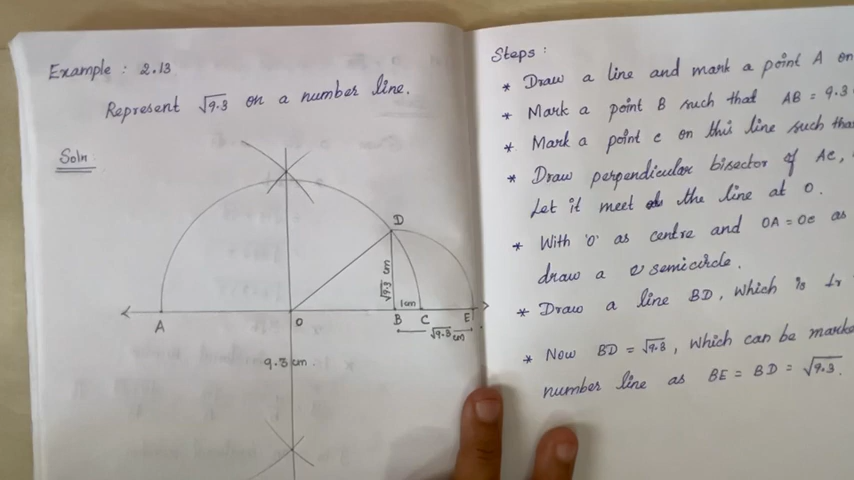 Example : 2.13
Represent √9.3 on a number line.
Soln
D
√9.3 cm
1cm
A
O
B
C
E
√9.3 cm
9.3 cm
Steps :
* Draw a line and mark a point A on
* Mark a point B such that AB = 9.3
* Mark a point C on this line such that
* Draw perpendicular bisector of AC,
Let it meet the line at O.
* With 'O' as centre and OA = OC as
draw a semicircle.
* Draw a line BD, which is ⊥r
* Now BD = √9.3, which can be marke
number line as BE = BD = √9.3.